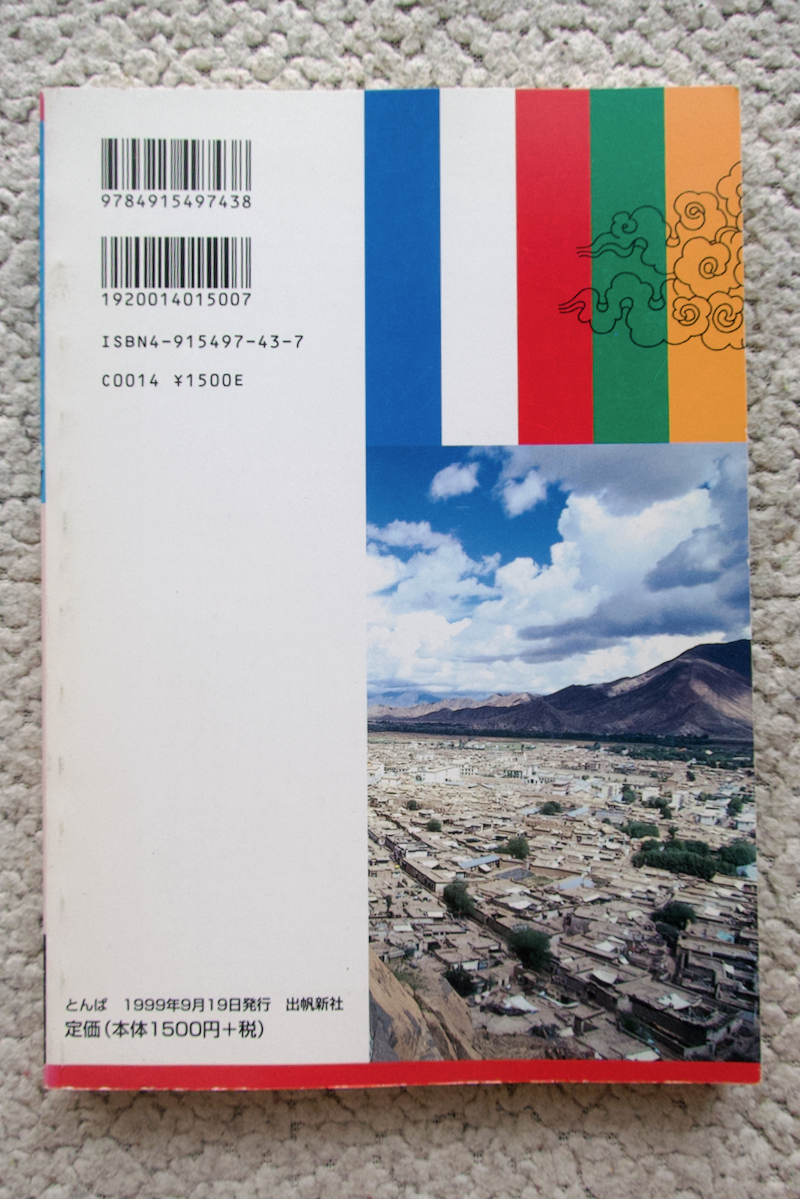 9784915497438
1920014015007
ISBN4-915497-43-7
C0014 ¥1500E
とんぱ 1999年9月19日発行 出帆新社
定価(本体1500円+税)